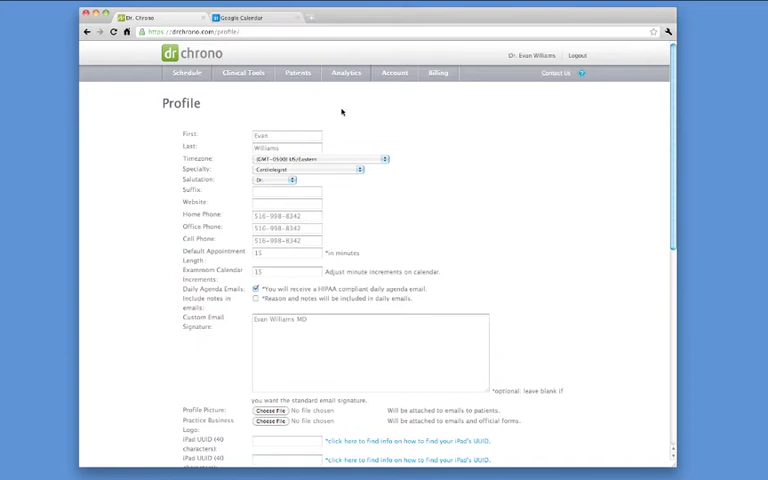 Dr. Chrono
Google Calendar
https://drchrono.com/profile/
dr chrono
Dr. Evan Williams
Logout
Schedule
Clinical Tools
Patients
Analytics
Account
Billing
Contact Us ?
Profile
First: Evan
Last: Williams
Timezone: (GMT-0500) US/Eastern
Specialty: Cardiologist
Salutation: Dr.
Suffix:
Website:
Home Phone: 516-998-8342
Office Phone: 516-998-8342
Cell Phone: 516-998-8342
Default Appointment Length: 15 *in minutes
Examroom Calendar Increments: 15 Adjust minute increments on calendar.
Daily Agenda Emails: *You will receive a HIPAA compliant daily agenda email.
Include notes in emails: *Reason and notes will be included in daily emails.
Custom Email Signature: Evan Williams MD
*optional: leave blank if
you want the standard email signature.
Profile Picture: Choose File No file chosen Will be attached to emails to patients.
Practice Business Logo: Choose File No file chosen Will be attached to emails and official forms.
iPad UUID (40 characters): *click here to find info on how to find your iPad's UUID.
iPad UUID (40 *click here to find info on how to find your iPad's UUID.